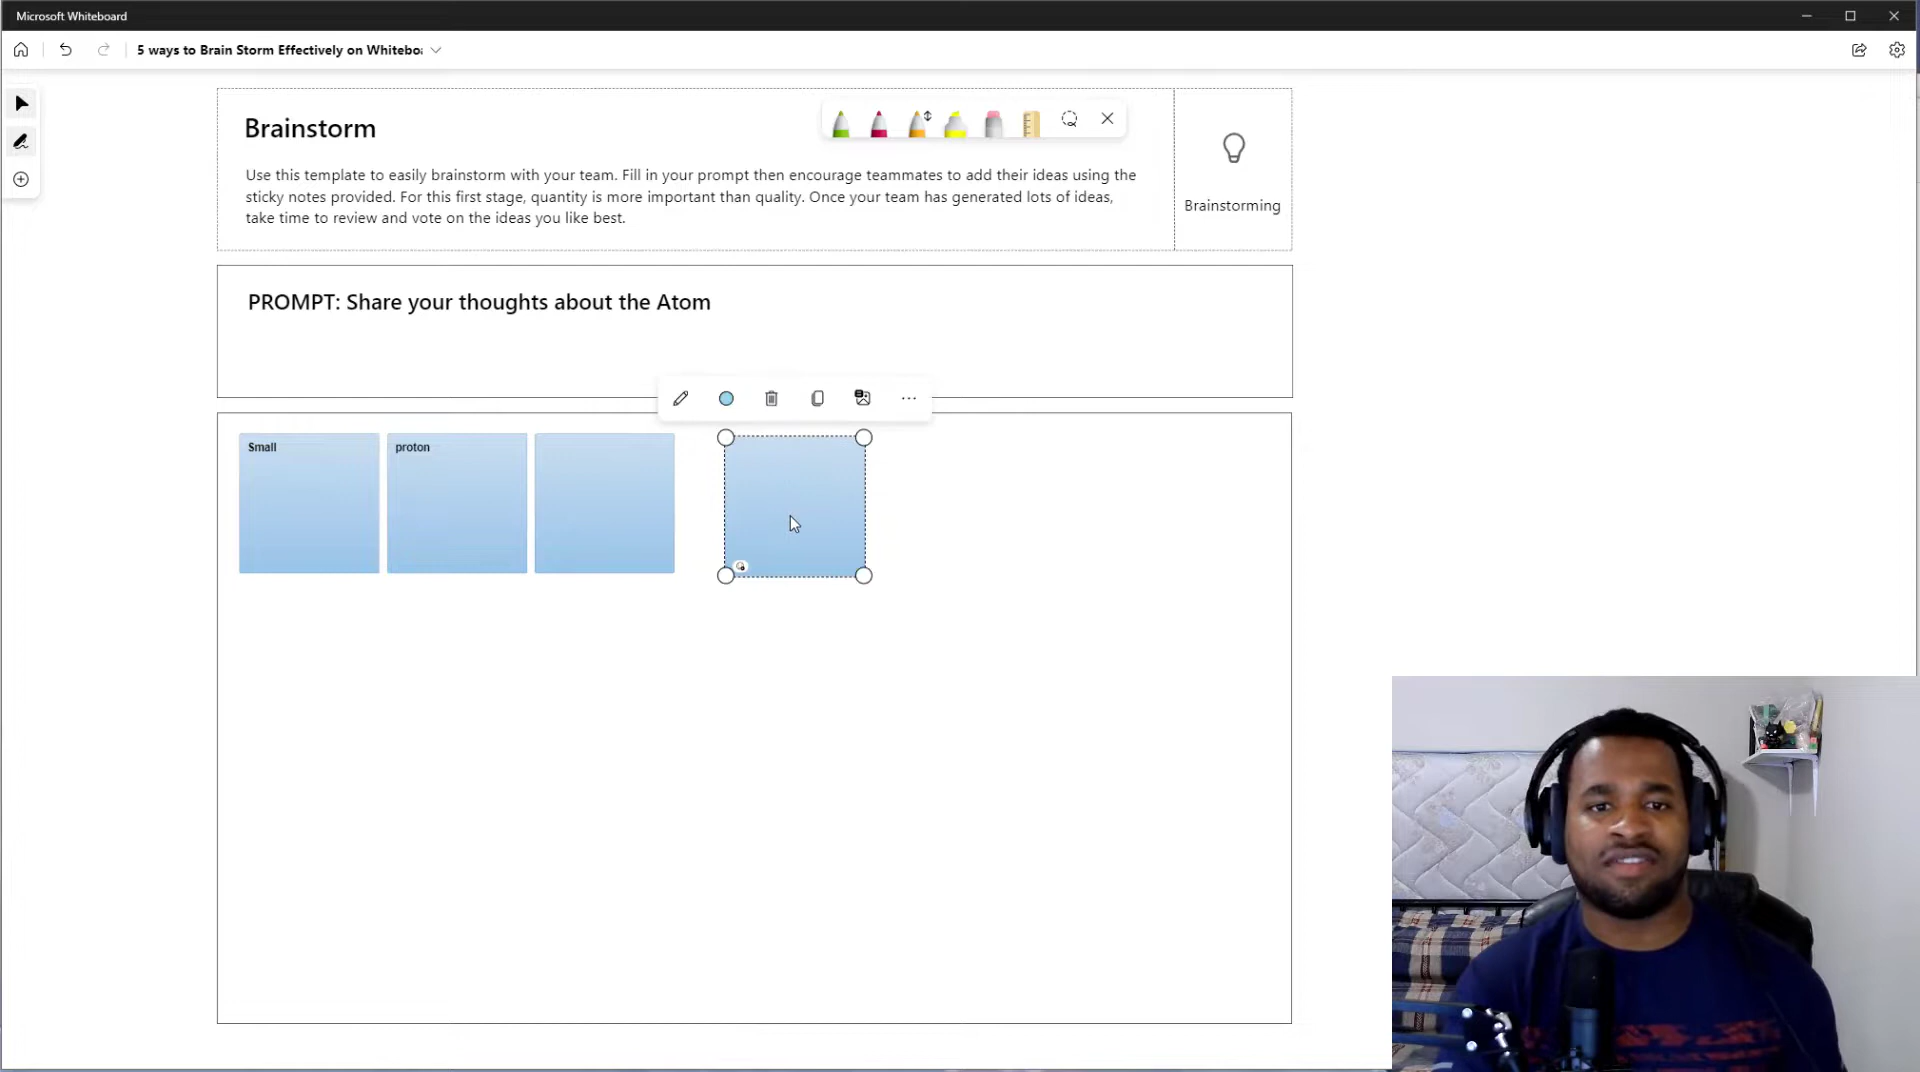 Microsoft Whiteboard
5 ways to Brain Storm Effectively on Whitebo
Brainstorm
Use this template to easily brainstorm with your team. Fill in your prompt then encourage teammates to add their ideas using the
sticky notes provided. For this first stage, quantity is more important than quality. Once your team has generated lots of ideas,
take time to review and vote on the ideas you like best.
Brainstorming
PROMPT: Share your thoughts about the Atom
Small
proton